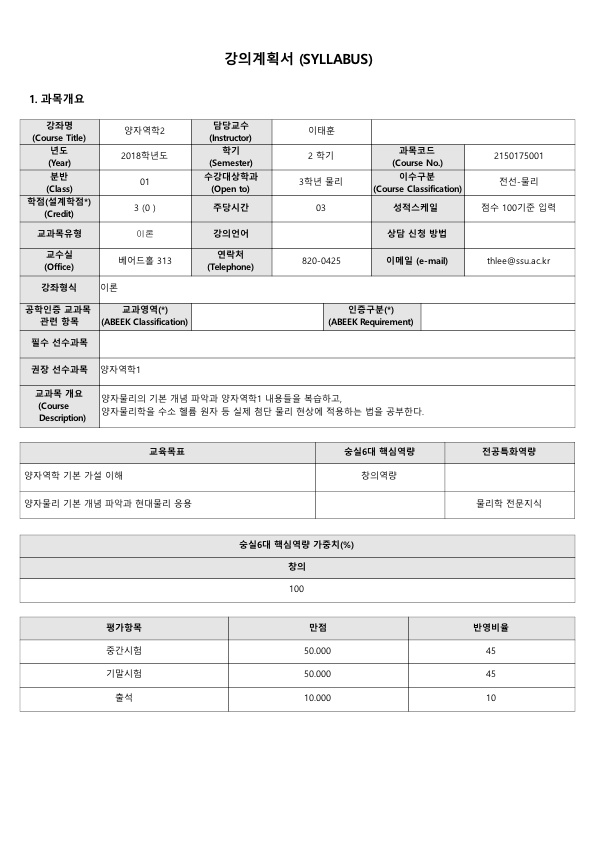 강의계획서 (SYLLABUS)
1. 과목개요
강좌명 (Course Title) 양자역학2 담당교수 (Instructor) 이태훈
년도 (Year) 2018학년도 학기 (Semester) 2 학기 과목코드 (Course No.) 2150175001
분반 (Class) 01 수강대상학과 (Open to) 3학년 물리 이수구분 (Course Classification) 전선-물리
학점(설계학점*) (Credit) 3 (0 ) 주당시간 03 성적스케일 점수 100기준 입력
교과목유형 이론 강의언어 상담 신청 방법
교수실 (Office) 베어드홀 313 연락처 (Telephone) 820-0425 이메일 (e-mail) thlee@ssu.ac.kr
강좌형식 이론
공학인증 교과목 관련 항목 교과영역(*) (ABEEK Classification) 인증구분(*) (ABEEK Requirement)
필수 선수과목
권장 선수과목 양자역학1
교과목 개요 (Course Description) 양자물리의 기본 개념 파악과 양자역학1 내용들을 복습하고,
양자물리학을 수소 헬륨 원자 등 실제 첨단 물리 현상에 적용하는 법을 공부한다.
교육목표 숭실6대 핵심역량 전공특화역량
양자역학 기본 가설 이해 창의역량
양자물리 기본 개념 파악과 현대물리 응용 물리학 전문지식
숭실6대 핵심역량 가중치(%)
창의
100
평가항목 만점 반영비율
중간시험 50.000 45
기말시험 50.000 45
출석 10.000 10